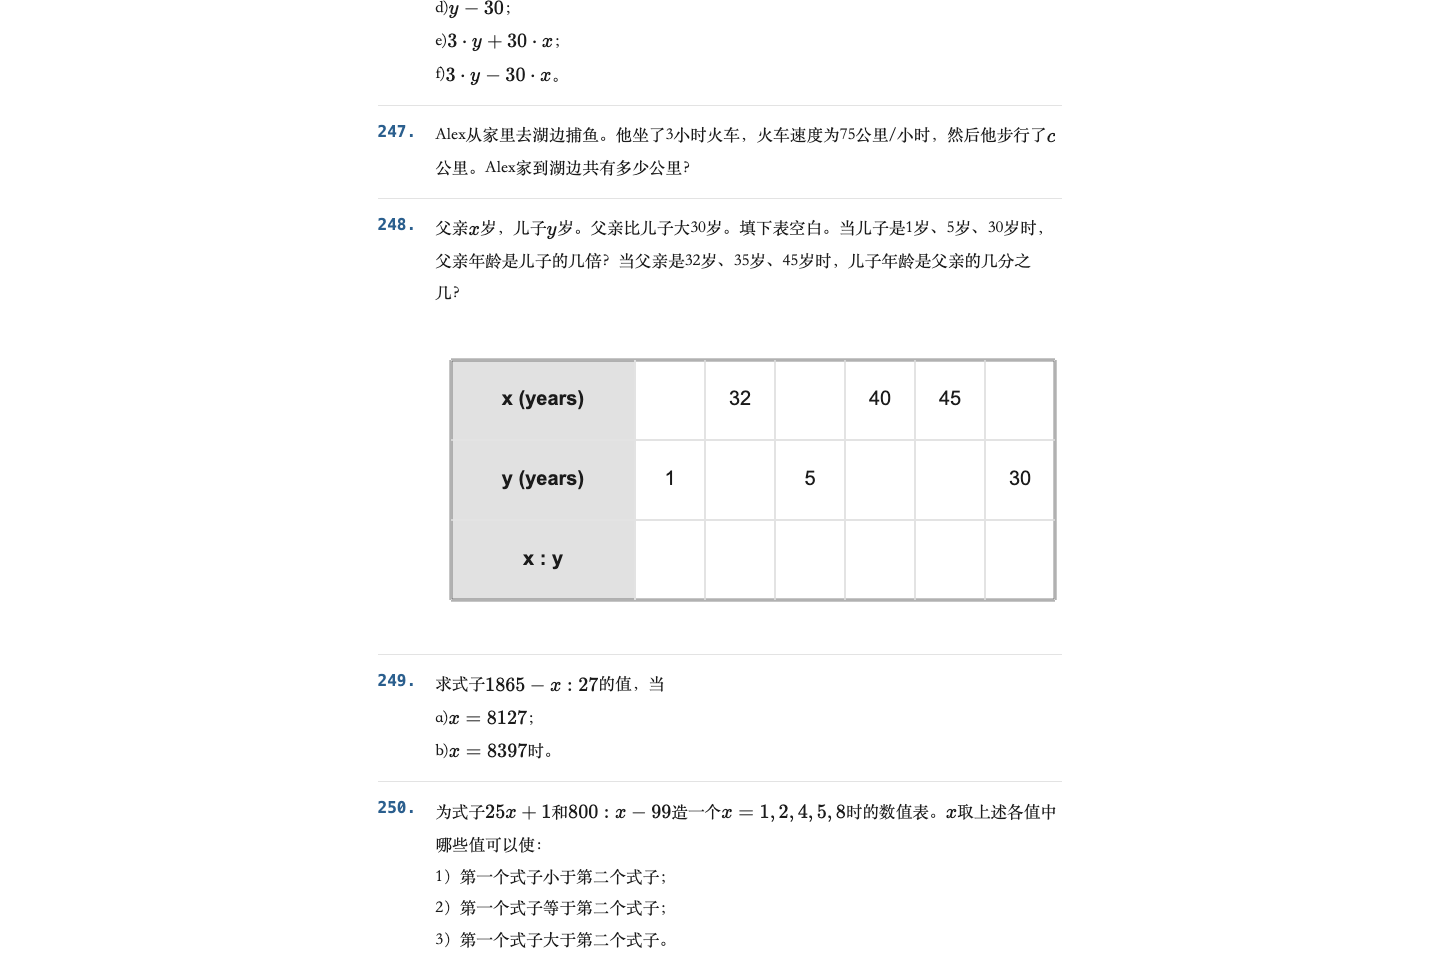 d)y − 30;
e)3 · y + 30 · x;
f)3 · y − 30 · x。
247. Alex从家里去湖边捕鱼。他坐了3小时火车，火车速度为75公里/小时，然后他步行了c
公里。Alex家到湖边共有多少公里？
248. 父亲x岁，儿子y岁。父亲比儿子大30岁。填下表空白。当儿子是1岁、5岁、30岁时，
父亲年龄是儿子的几倍？当父亲是32岁、35岁、45岁时，儿子年龄是父亲的几分之
几？
x (years) 32 40 45
y (years) 1 5 30
x : y
249. 求式子1865 − x : 27的值，当
a)x = 8127;
b)x = 8397时。
250. 为式子25x + 1和800 : x − 99造一个x = 1, 2, 4, 5, 8时的数值表。x取上述各值中
哪些值可以使：
1）第一个式子小于第二个式子；
2）第一个式子等于第二个式子；
3）第一个式子大于第二个式子。